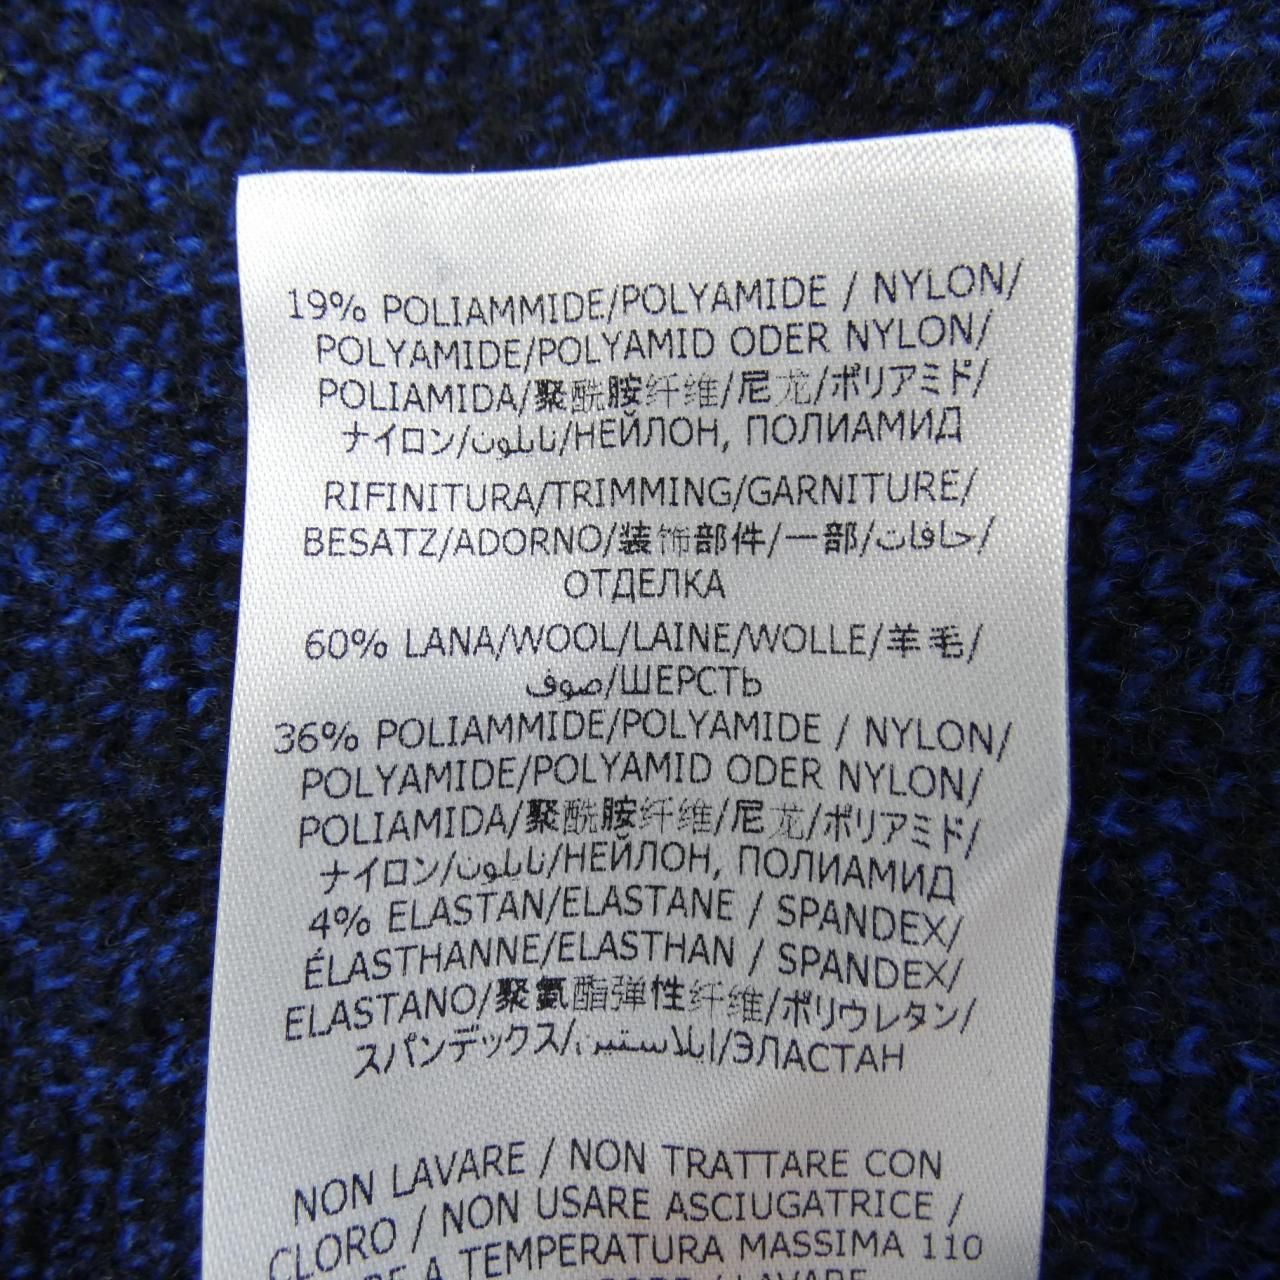 19% POLIAMMIDE/POLYAMIDE / NYLON/
POLYAMIDE/POLYAMID ODER NYLON/
POLIAMIDA/聚酰胺纤维/尼龙/ポリアミド/
ナイロン/نايلون/НЕЙЛОН, ПОЛИАМИД
RIFINITURA/TRIMMING/GARNITURE/
BESATZ/ADORNO/装饰部件/一部/حافات/
ОТДЕЛКА
60% LANA/WOOL/LAINE/WOLLE/羊毛/
صوف/ШЕРСТЬ
36% POLIAMMIDE/POLYAMIDE / NYLON/
POLYAMIDE/POLYAMID ODER NYLON/
POLIAMIDA/聚酰胺纤维/尼龙/ポリアミド/
ナイロン/نايلون/НЕЙЛОН, ПОЛИАМИД
4% ELASTAN/ELASTANE / SPANDEX/
ÉLASTHANNE/ELASTHAN / SPANDEX/
ELASTANO/聚氨酯弹性纤维/ポリウレタン/
スパンデックス/ايلاستين/ЭЛАСТАН
NON LAVARE / NON TRATTARE CON
CLORO / NON USARE ASCIUGATRICE /
A TEMPERATURA MASSIMA 110
/ LAVARE